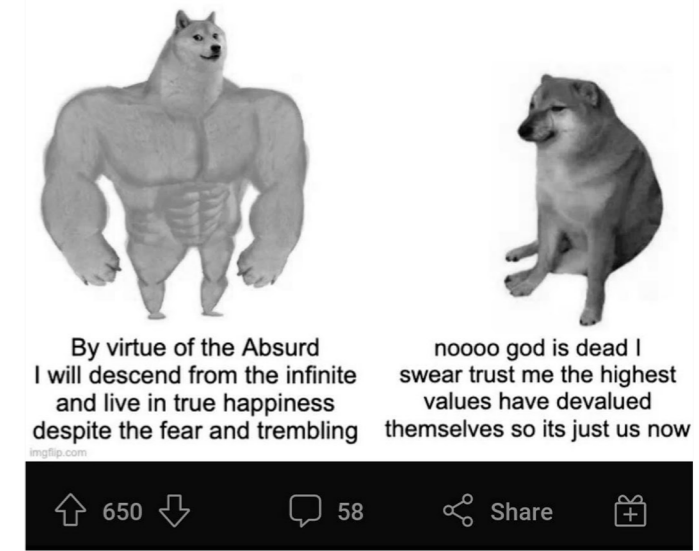 By virtue of the Absurd
I will descend from the infinite
and live in true happiness
despite the fear and trembling
noooo god is dead I
swear trust me the highest
values have devalued
themselves so its just us now
imgflip.com
650
58
Share